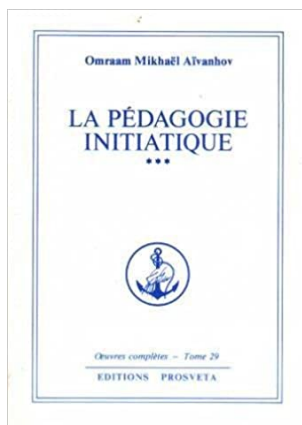 Omraam Mikhaël Aïvanhov
LA PÉDAGOGIE
INITIATIQUE
***
Œuvres complètes – Tome 29
EDITIONS PROSVETA